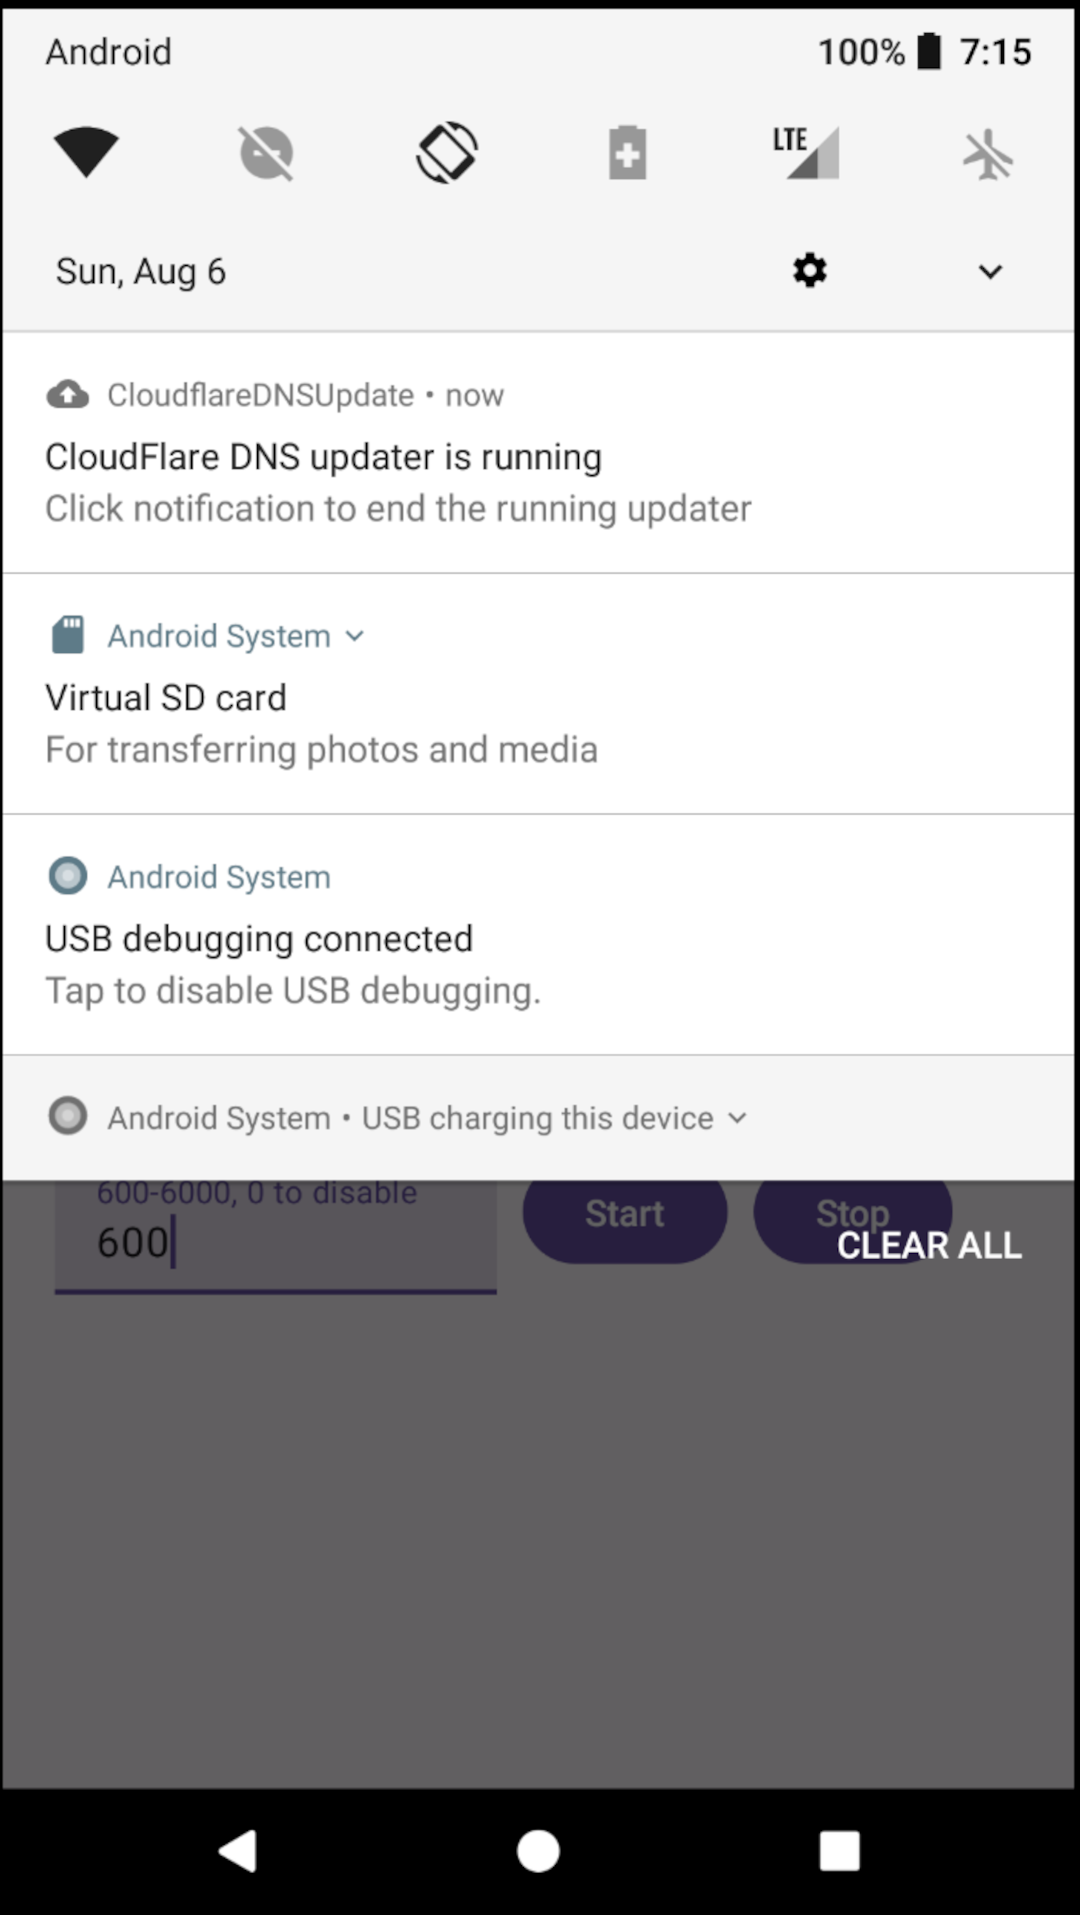 Android 100% 7:15
LTE
Sun, Aug 6
CloudflareDNSUpdate • now
CloudFlare DNS updater is running
Click notification to end the running updater
Android System
Virtual SD card
For transferring photos and media
Android System
USB debugging connected
Tap to disable USB debugging.
Android System • USB charging this device
600-6000, 0 to disable
600
Start
Stop
CLEAR ALL